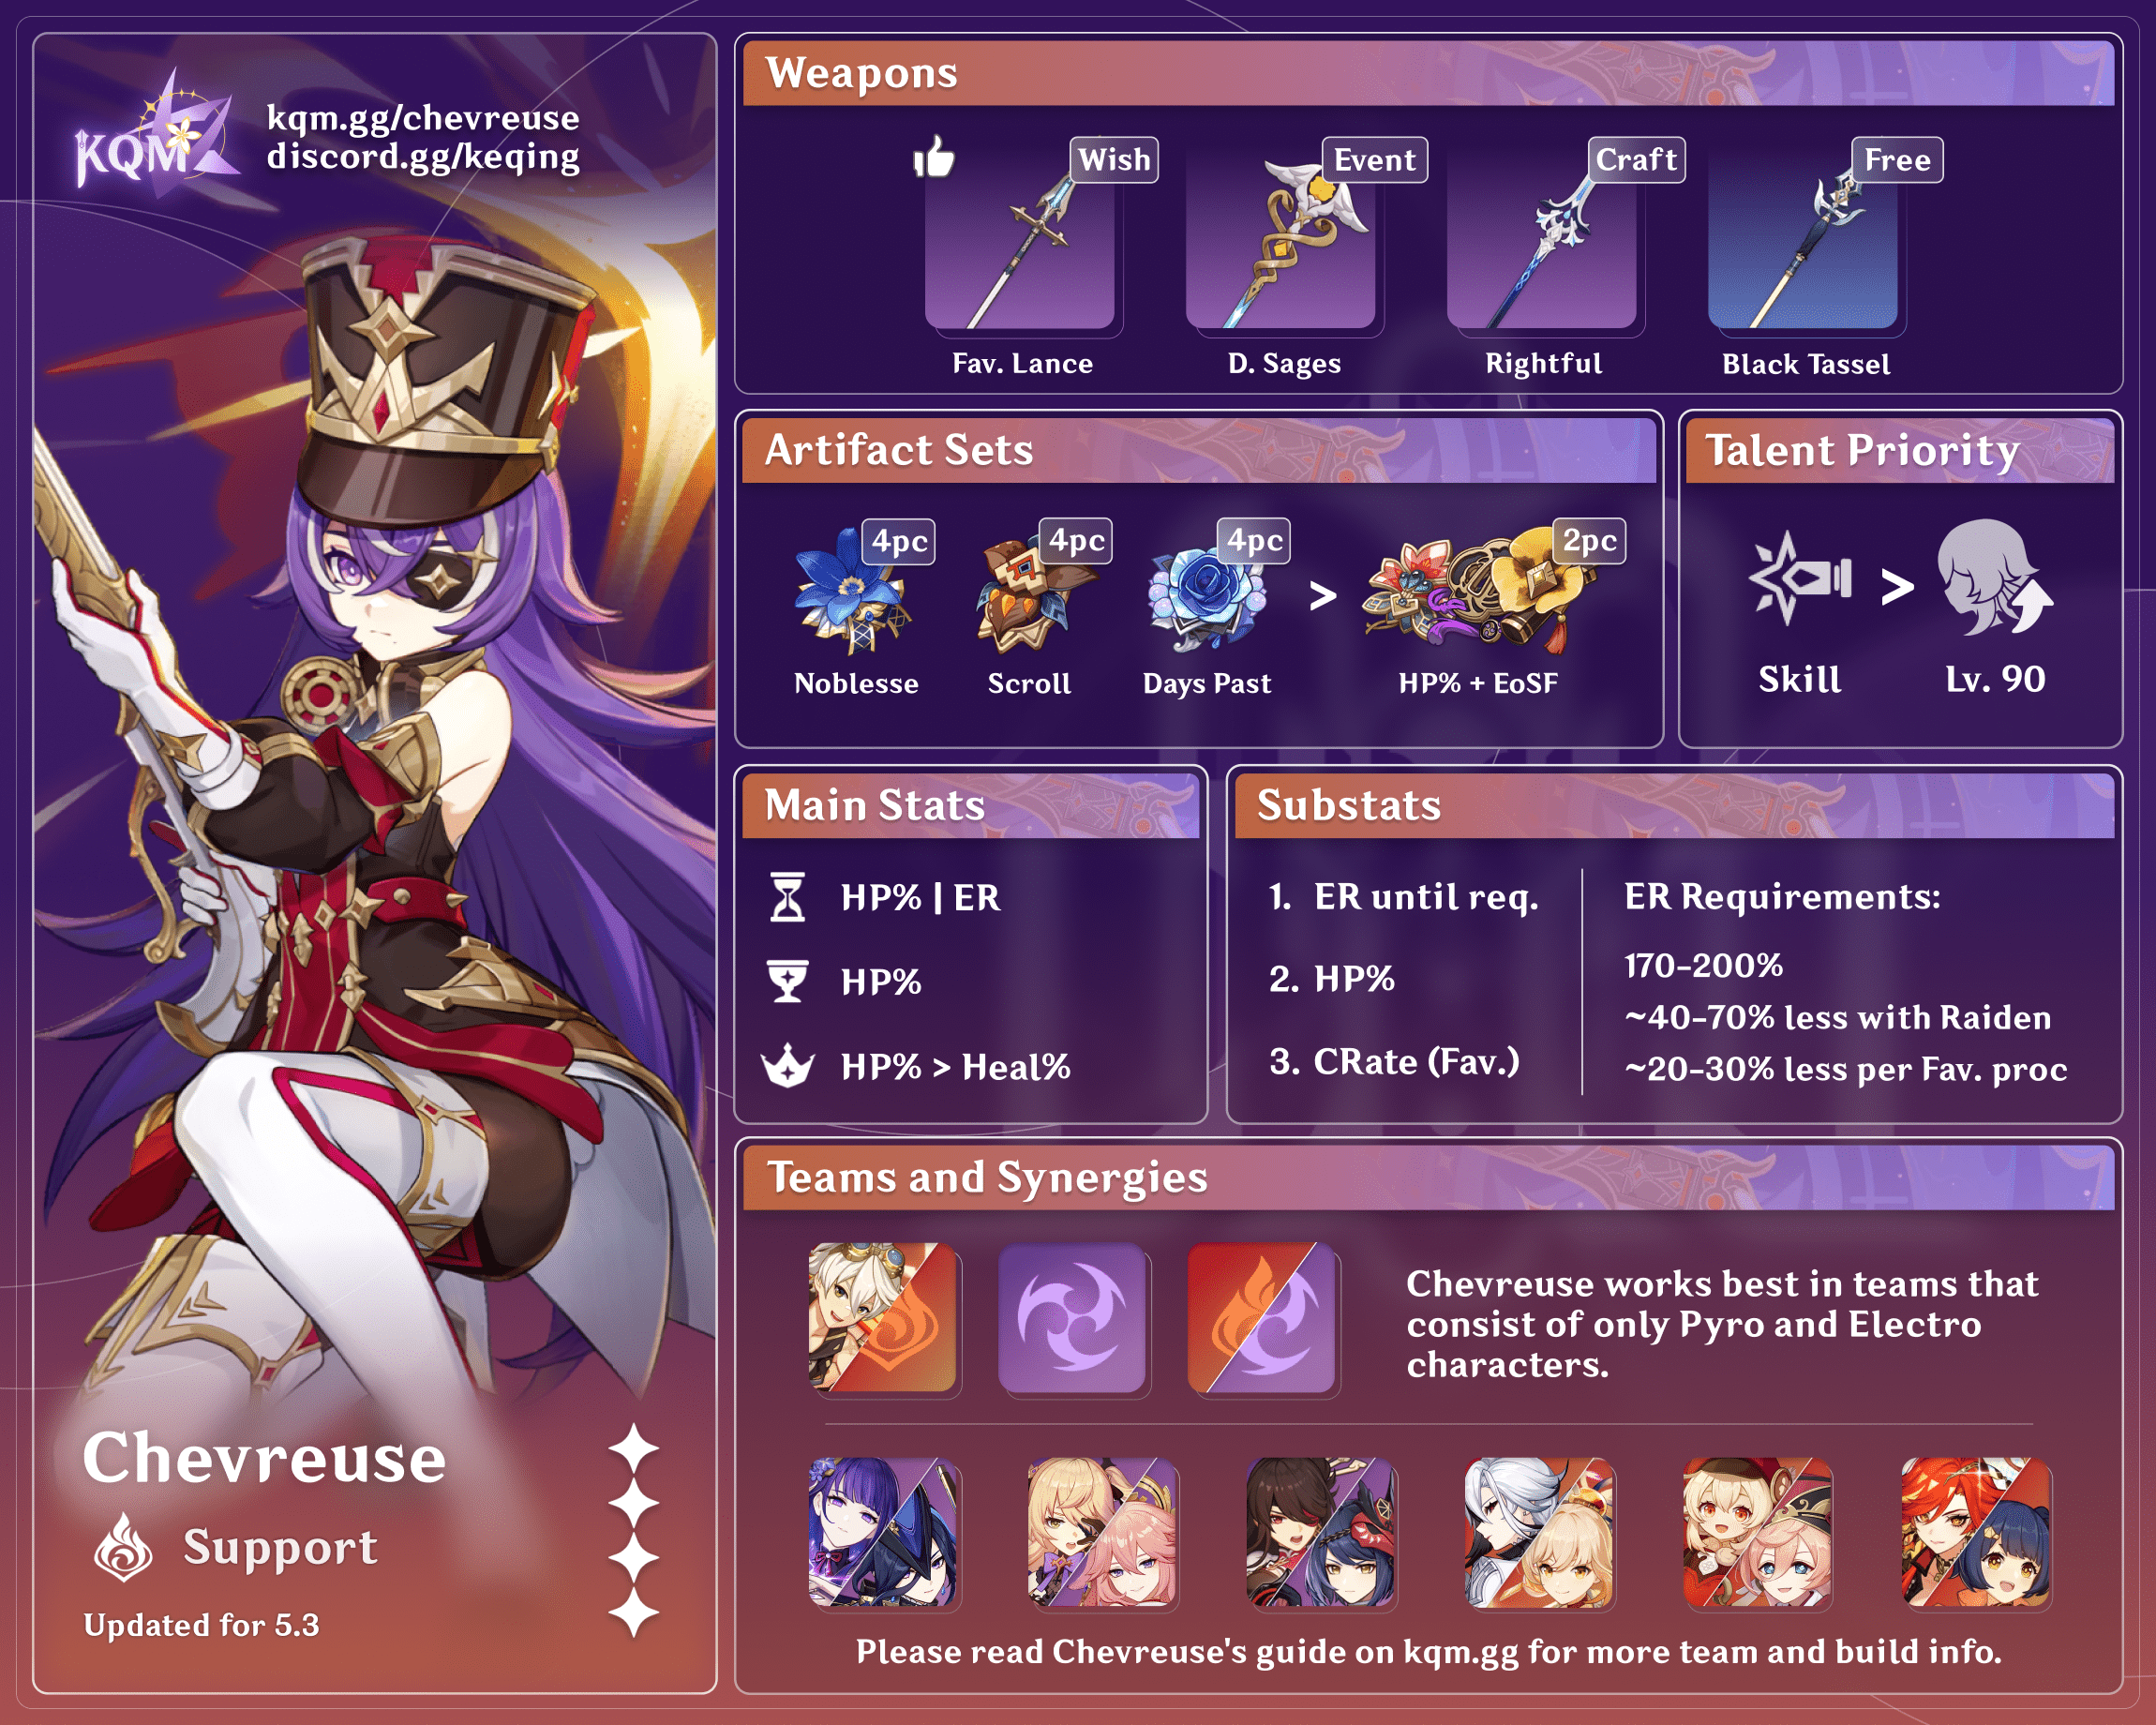 KQM
kqm.gg/chevreuse
discord.gg/keqing
Chevreuse
Support
Updated for 5.3
Weapons
Wish
Event
Craft
Free
Fav. Lance
D. Sages
Rightful
Black Tassel
Artifact Sets
4pc
4pc
4pc
2pc
>
Noblesse
Scroll
Days Past
HP% + EoSF
Talent Priority
>
Skill
Lv. 90
Main Stats
HP% | ER
HP%
HP% > Heal%
Substats
1. ER until req.
2. HP%
3. CRate (Fav.)
ER Requirements:
170-200%
~40-70% less with Raiden
~20-30% less per Fav. proc
Teams and Synergies
Chevreuse works best in teams that
consist of only Pyro and Electro
characters.
Please read Chevreuse's guide on kqm.gg for more team and build info.